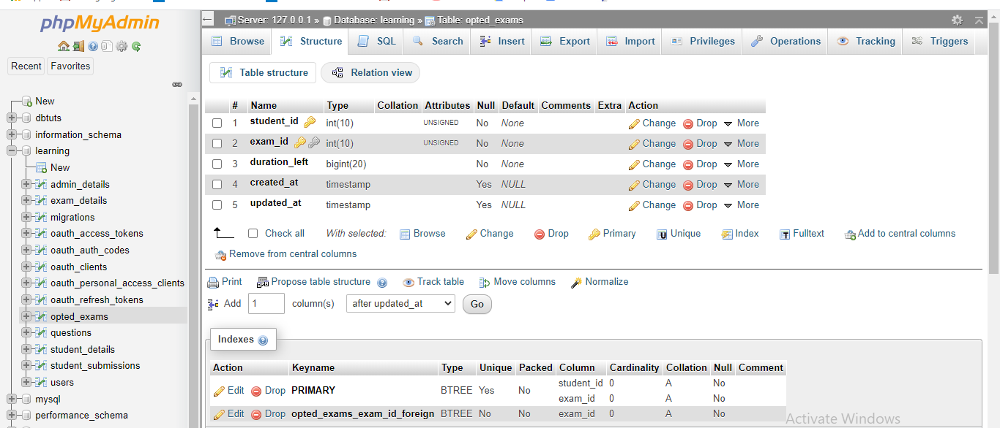 phpMyAdmin
Recent Favorites
New
dbtuts
information_schema
learning
New
admin_details
exam_details
migrations
oauth_access_tokens
oauth_auth_codes
oauth_clients
oauth_personal_access_clients
oauth_refresh_tokens
opted_exams
questions
student_details
student_submissions
users
mysql
performance_schema
Server: 127.0.0.1 » Database: learning » Table: opted_exams
Browse Structure SQL Search Insert Export Import Privileges Operations Tracking Triggers
Table structure Relation view
# Name Type Collation Attributes Null Default Comments Extra Action
1 student_id int(10) UNSIGNED No None Change Drop More
2 exam_id int(10) UNSIGNED No None Change Drop More
3 duration_left bigint(20) No None Change Drop More
4 created_at timestamp Yes NULL Change Drop More
5 updated_at timestamp Yes NULL Change Drop More
Check all With selected: Browse Change Drop Primary Unique Index Fulltext Add to central columns
Remove from central columns
Print Propose table structure Track table Move columns Normalize
Add 1 column(s) after updated_at Go
Indexes
Action Keyname Type Unique Packed Column Cardinality Collation Null Comment
Edit Drop PRIMARY BTREE Yes No student_id 0 A No
exam_id 0 A No
Edit Drop opted_exams_exam_id_foreign BTREE No No exam_id 0 A No
Activate Windows